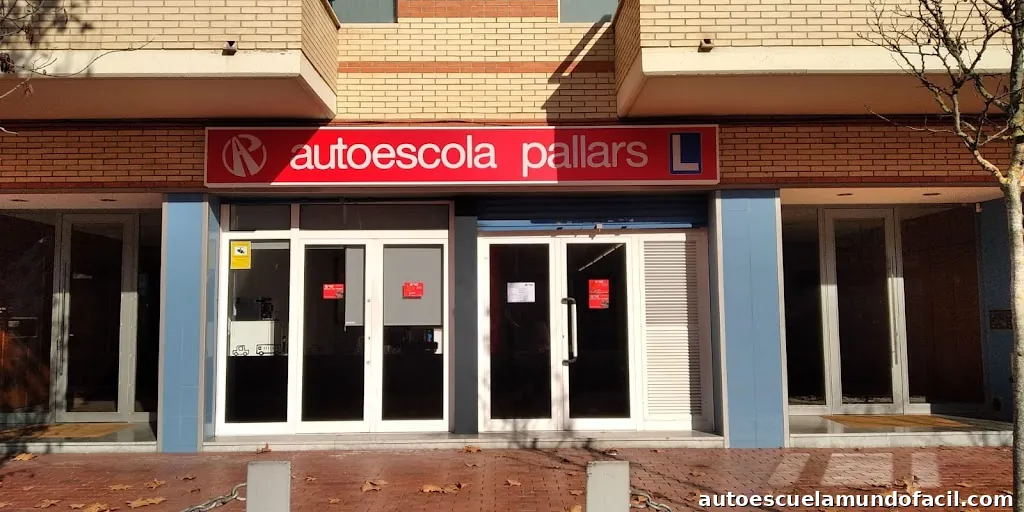 autoescola pallars L
autoescuelamundofacil.com